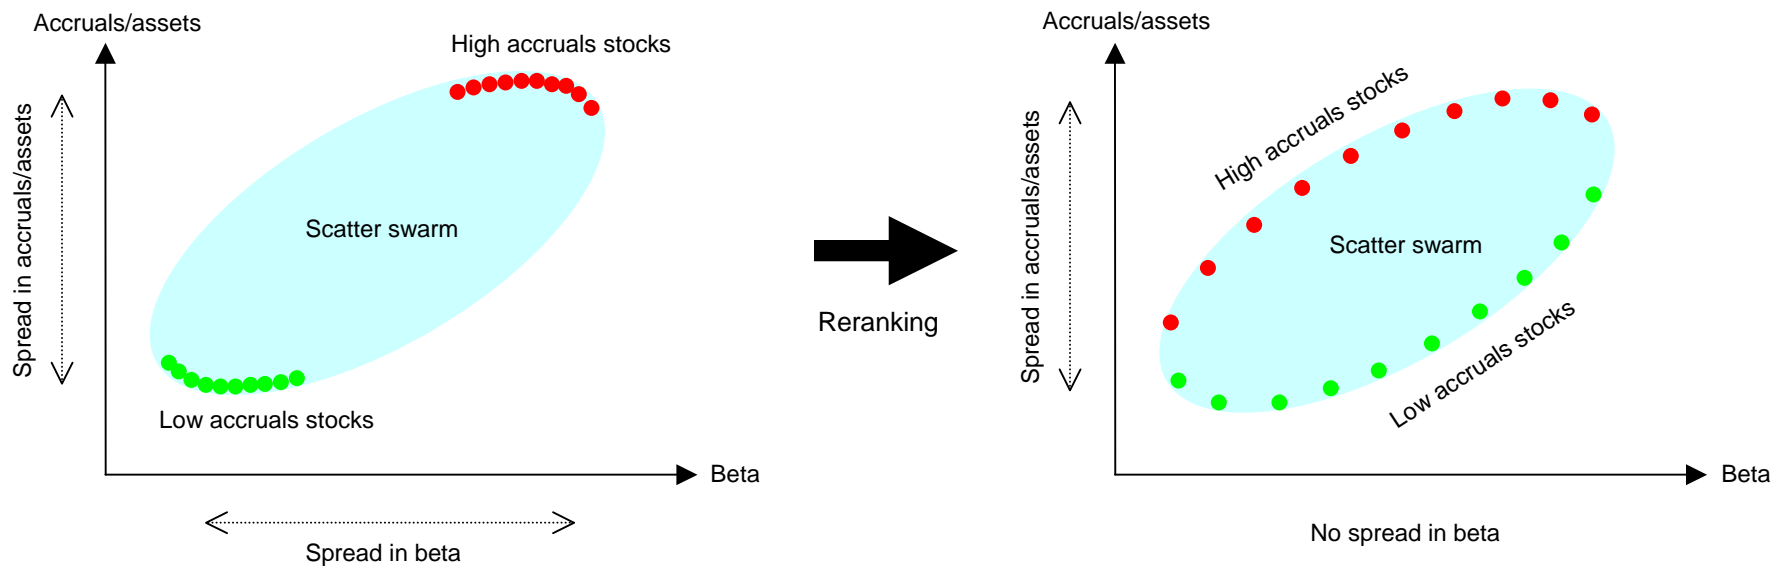 Accruals/assets
High accruals stocks
Spread in accruals/assets
Scatter swarm
Low accruals stocks
Beta
Spread in beta
Reranking
Accruals/assets
High accruals stocks
Spread in accruals/assets
Scatter swarm
Low accruals stocks
Beta
No spread in beta